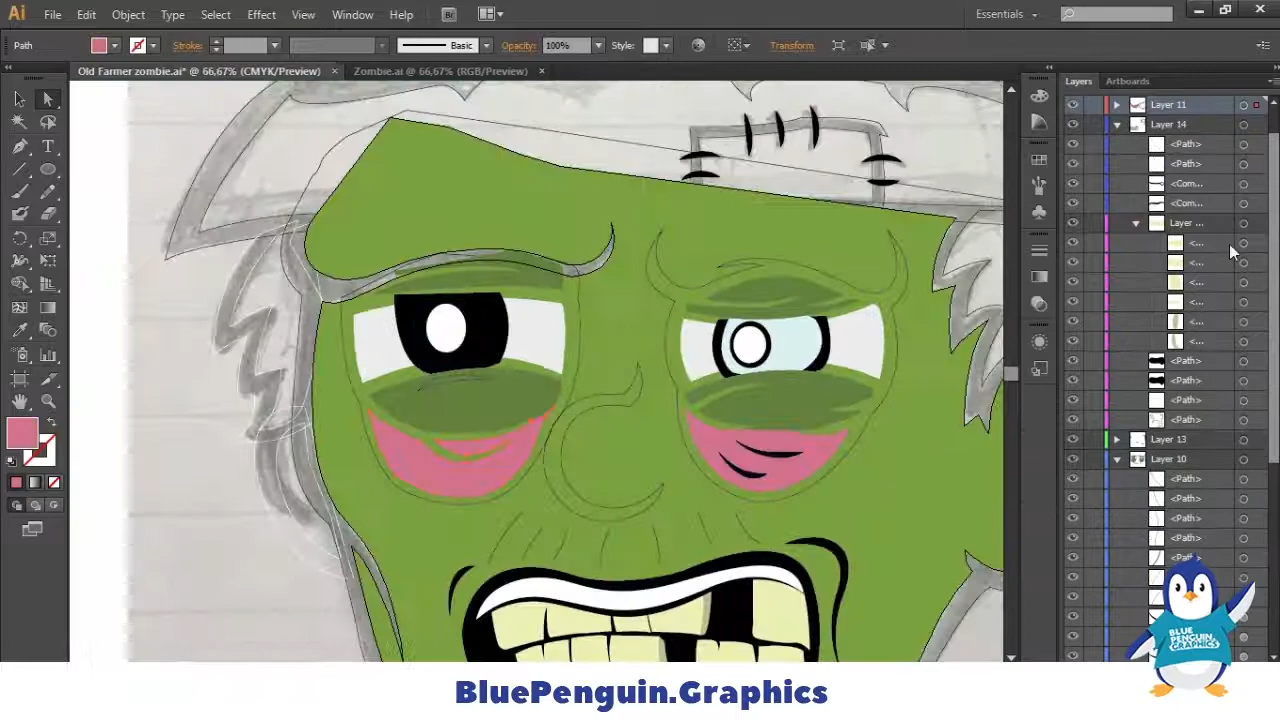 Ai File Edit Object Type Select Effect View Window Help Br Essentials
Path Stroke: Basic Opacity: 100% Style: Transform
Old Farmer zombie.ai* @ 66,67% (CMYK/Preview) × Zombie.ai @ 66,67% (RGB/Preview) ×
Layers Artboards
Layer 11
Layer 14
<Path>
<Path>
<Com...
<Com...
Layer ...
<...
<...
<...
<...
<...
<...
<Path>
<Path>
<Path>
<Path>
Layer 13
Layer 10
<Path>
<Path>
<Path>
<Path>
<Path>
BLUE
PENGUIN
GRAPHICS
BluePenguin.Graphics